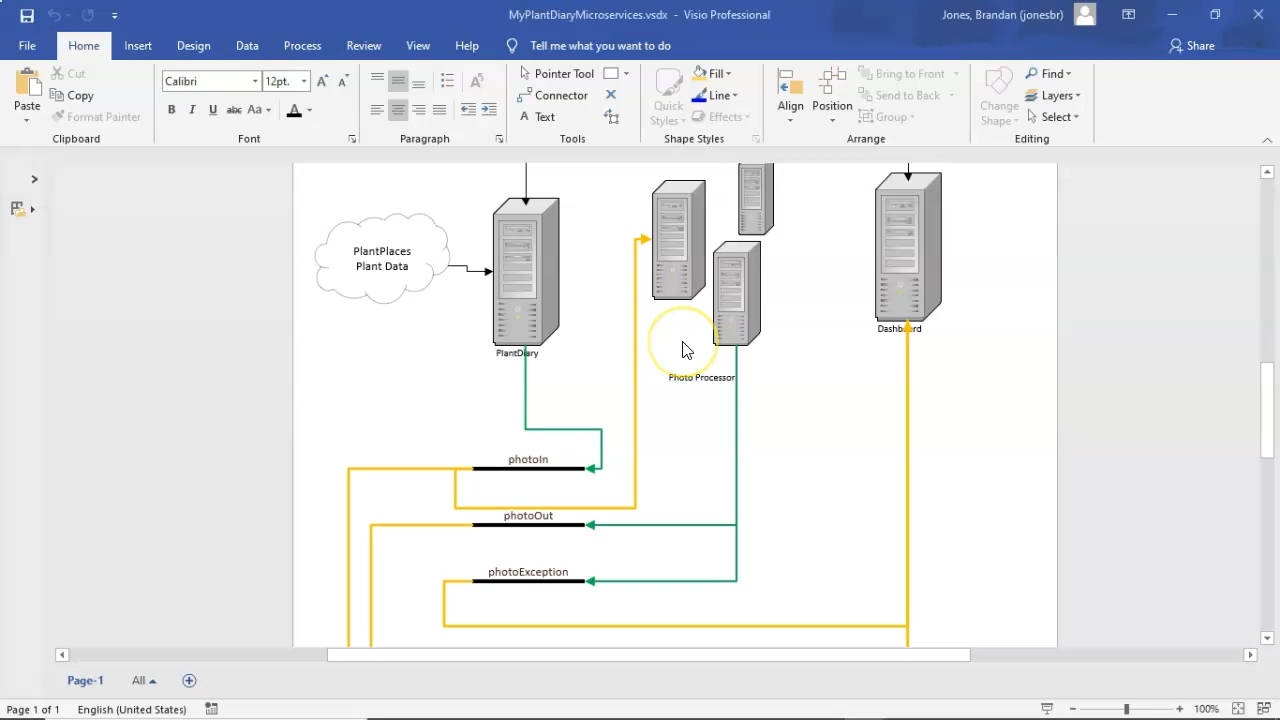 MyPlantDiaryMicroservices.vsdx - Visio Professional
Jones, Brandan (jonesbr)
File Home Insert Design Data Process Review View Help Tell me what you want to do Share
Paste
Cut
Copy
Format Painter
Clipboard
Calibri 12pt.
B I U abc Aa A
Font
Paragraph
Pointer Tool
Connector
A Text
Tools
Quick Styles
Fill
Line
Effects
Shape Styles
Align
Position
Bring to Front
Send to Back
Group
Arrange
Change Shape
Find
Layers
Select
Editing
PlantPlaces
Plant Data
PlantDiary
Photo Processor
Dashboard
photoIn
photoOut
photoException
Page-1 All
Page 1 of 1 English (United States) 100%